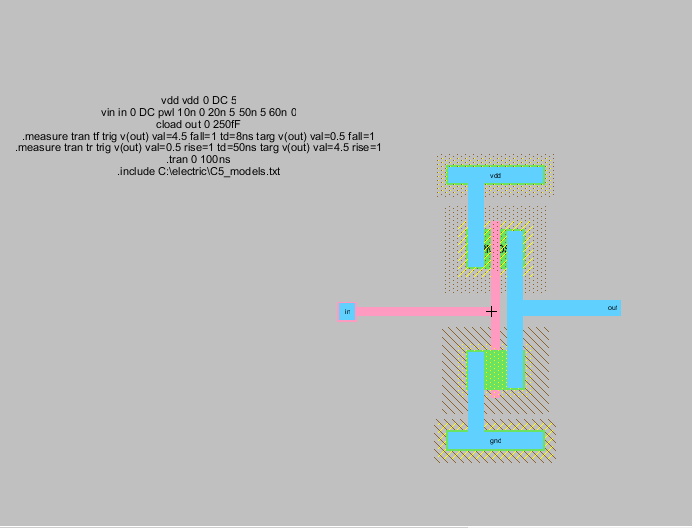 vdd vdd 0 DC 5
vin in 0 DC pwl 10n 0 20n 5 50n 5 60n 0
cload out 0 250fF
.measure tran tf trig v(out) val=4.5 fall=1 td=8ns targ v(out) val=0.5 fall=1
.measure tran tr trig v(out) val=0.5 rise=1 td=50ns targ v(out) val=4.5 rise=1
.tran 0 100ns
.include C:\electric\C5_models.txt
vdd
in
out
gnd